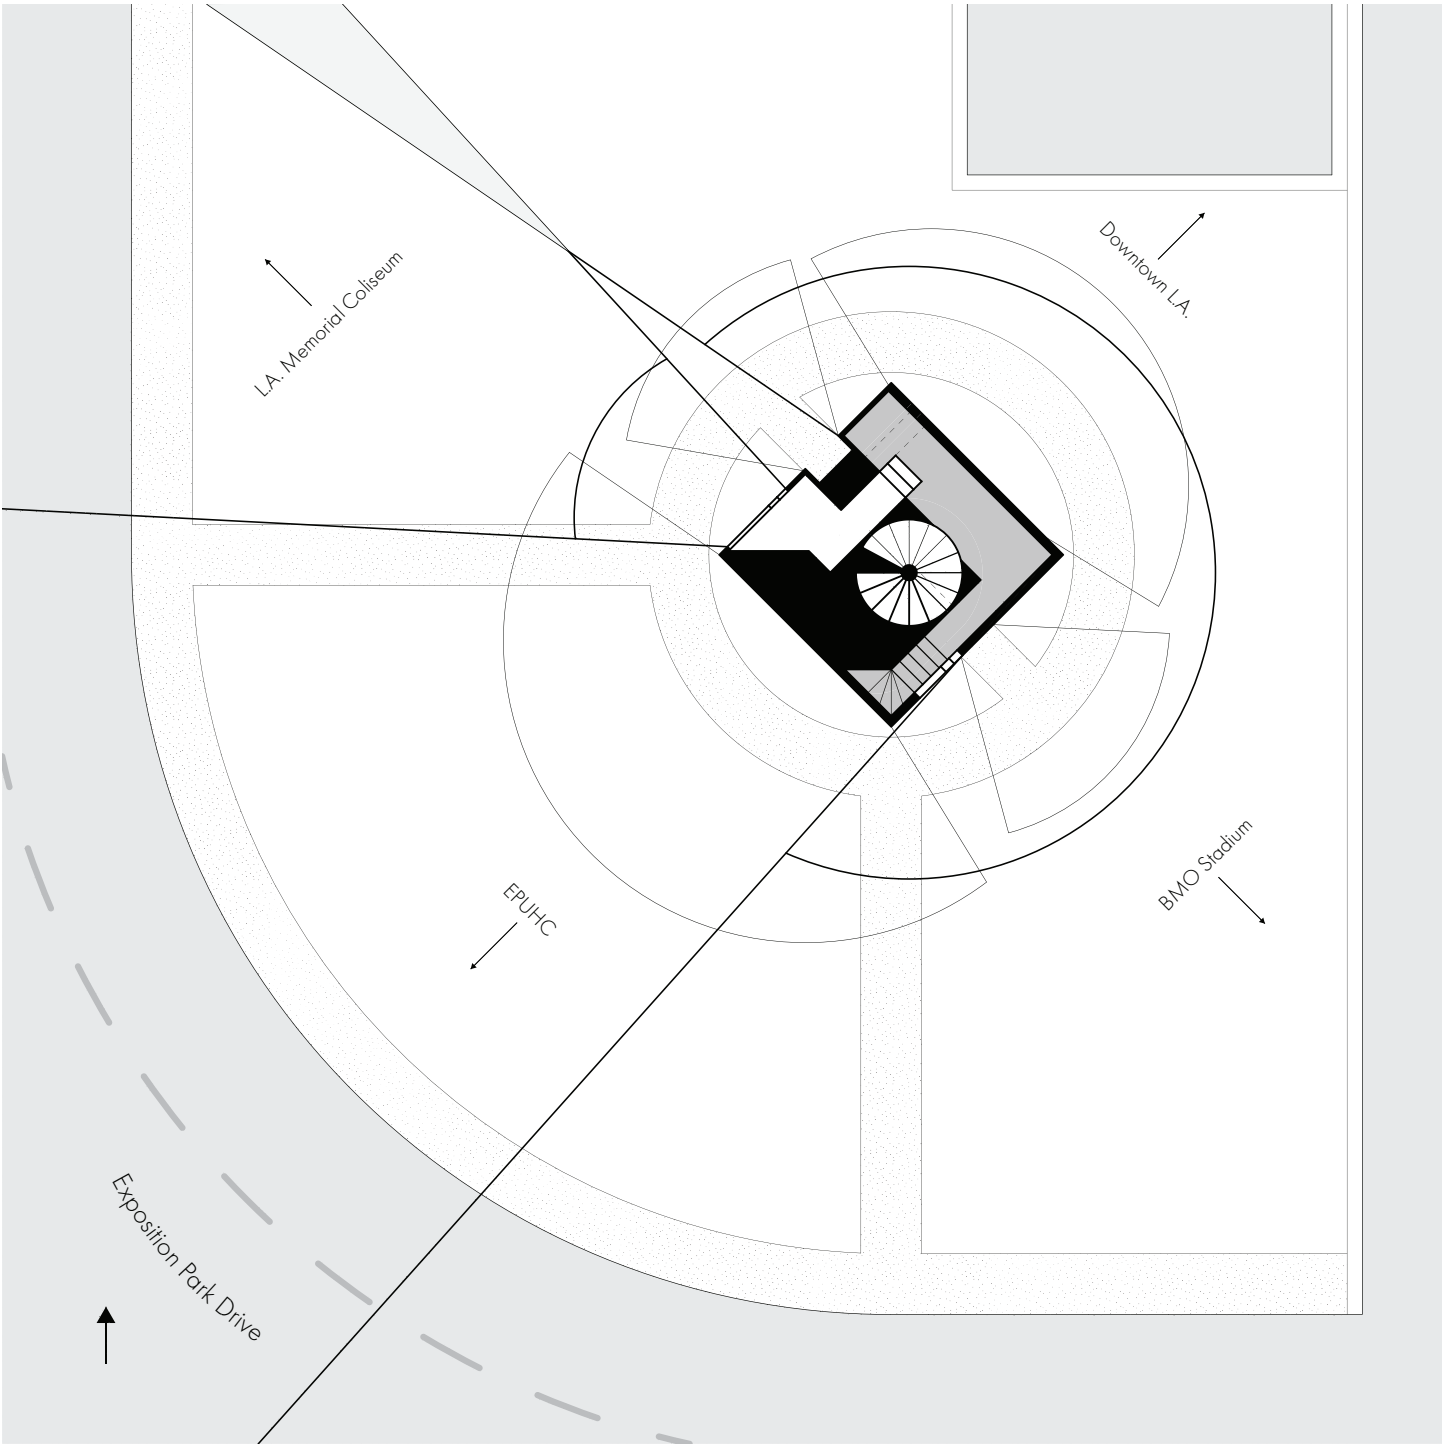 Downtown L.A.
L.A. Memorial Coliseum
BMO Stadium
EPUHC
Exposition Park Drive